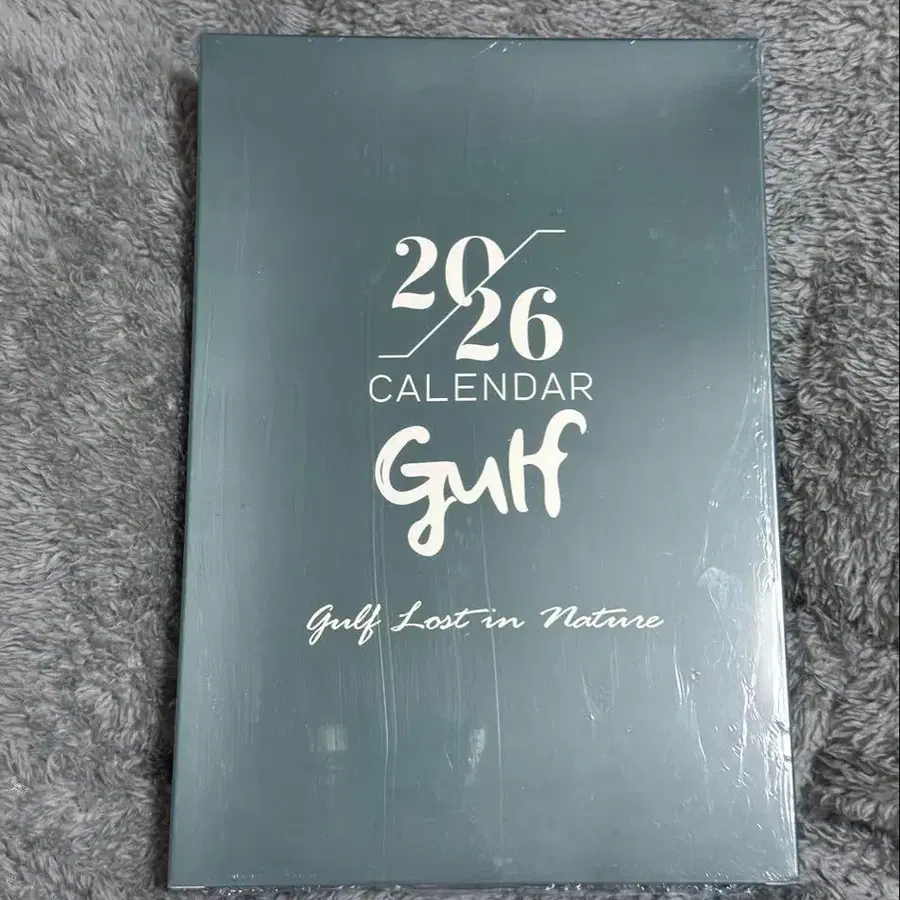 20/26
CALENDAR
Gulf
Gulf Lost in Nature